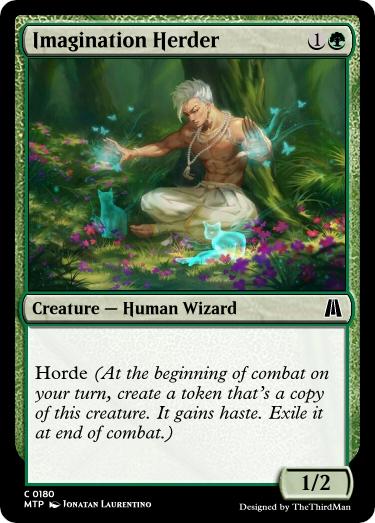 Imagination Herder 1
Creature — Human Wizard
Horde (At the beginning of combat on
your turn, create a token that's a copy
of this creature. It gains haste. Exile it
at end of combat.)
1/2
C 0180
MTP Jonatan Laurentino Designed by TheThirdMan